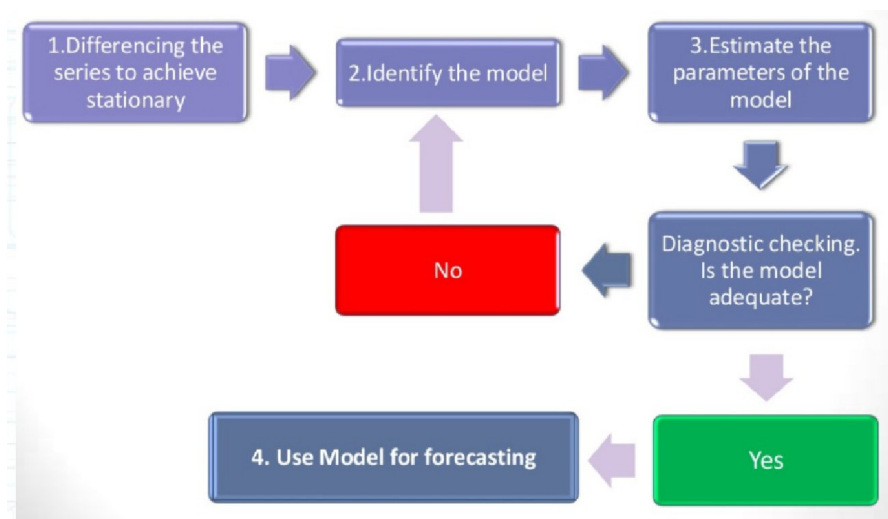 1.Differencing the
series to achieve
stationary
2.Identify the model
3.Estimate the
parameters of the
model
Diagnostic checking.
Is the model
adequate?
No
Yes
4. Use Model for forecasting